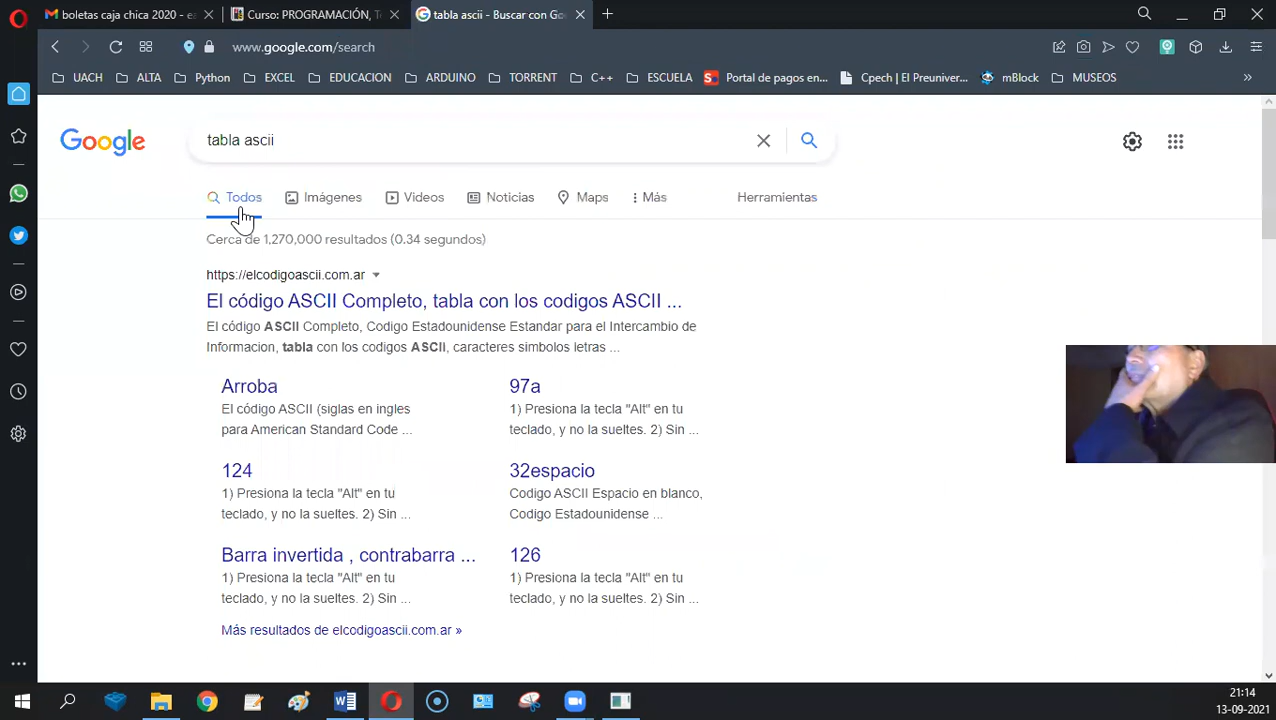 boletas caja chica 2020 - e
Curso: PROGRAMACIÓN, T
tabla ascii - Buscar con Go
www.google.com/search
UACH
ALTA
Python
EXCEL
EDUCACION
ARDUINO
TORRENT
C++
ESCUELA
Portal de pagos en...
Cpech | El Preuniver...
mBlock
MUSEOS
»
Google
tabla ascii
Todos
Imágenes
Videos
Noticias
Maps
Más
Herramientas
Cerca de 1,270,000 resultados (0.34 segundos)
https://elcodigoascii.com.ar
El código ASCII Completo, tabla con los codigos ASCII ...
El código ASCII Completo, Codigo Estadounidense Estandar para el Intercambio de
Informacion, tabla con los codigos ASCIi, caracteres simbolos letras ...
Arroba
El código ASCII (siglas en ingles
para American Standard Code ...
97a
1) Presiona la tecla "Alt" en tu
teclado, y no la sueltes. 2) Sin ...
124
1) Presiona la tecla "Alt" en tu
teclado, y no la sueltes. 2) Sin ...
32espacio
Codigo ASCII Espacio en blanco,
Codigo Estadounidense ...
Barra invertida , contrabarra ...
1) Presiona la tecla "Alt" en tu
teclado, y no la sueltes. 2) Sin ...
126
1) Presiona la tecla "Alt" en tu
teclado, y no la sueltes. 2) Sin ...
Más resultados de elcodigoascii.com.ar »
21:14
13-09-2021